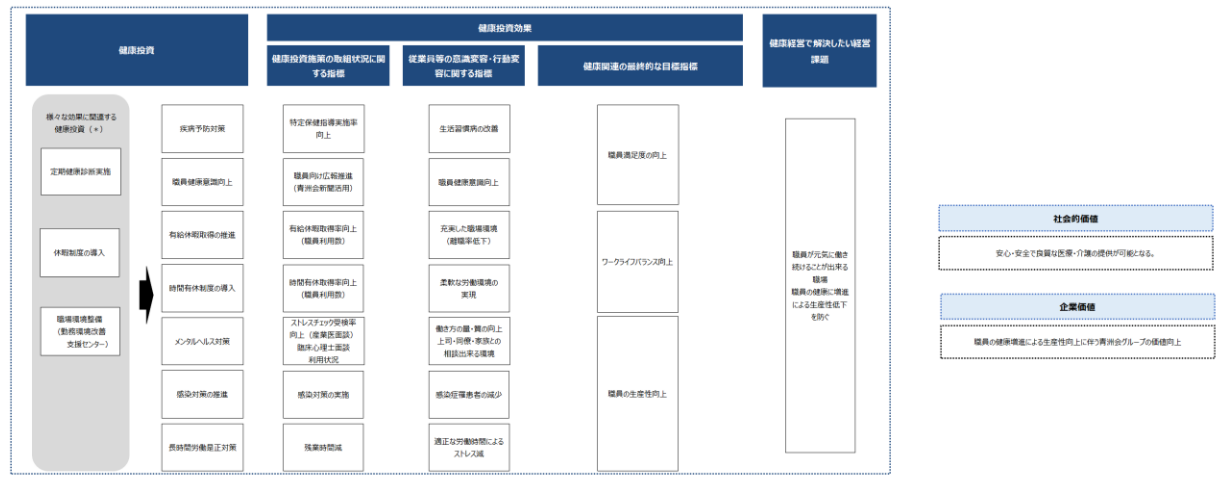 健康投資
健康投資効果
健康経営で解決したい経営
課題
健康投資施策の取組状況に関
する指標
従業員等の意識変容・行動変
容に関する指標
健康関連の最終的な目標指標
様々な効果に関連する
健康投資（*）
定期健康診断実施
休暇制度の導入
職場環境整備
（勤務環境改善
支援センター）
疾病予防対策
職員健康意識向上
有給休暇取得の推進
時間有休制度の導入
メンタルヘルス対策
感染対策の推進
長時間労働是正対策
特定保健指導実施率
向上
職員向け広報推進
（青洲会新聞活用）
有給休暇取得率向上
（職員利用数）
時間有休取得率向上
（職員利用数）
ストレスチェック受検率
向上（産業医面談）
臨床心理士面談
利用状況
感染対策の実施
残業時間減
生活習慣病の改善
職員健康意識向上
充実した職場環境
（離職率低下）
柔軟な労働環境の
実現
働き方の量・質の向上
上司・同僚・家族との
相談出来る環境
感染症罹患者の減少
適正な労働時間による
ストレス減
職員満足度の向上
ワークライフバランス向上
職員の生産性向上
職員が元気に働き
続けることが出来る
職場
職員の健康に増進
による生産性低下
を防ぐ
社会的価値
安心・安全で良質な医療・介護の提供が可能となる。
企業価値
職員の健康増進による生産性向上に伴う青洲会グループの価値向上